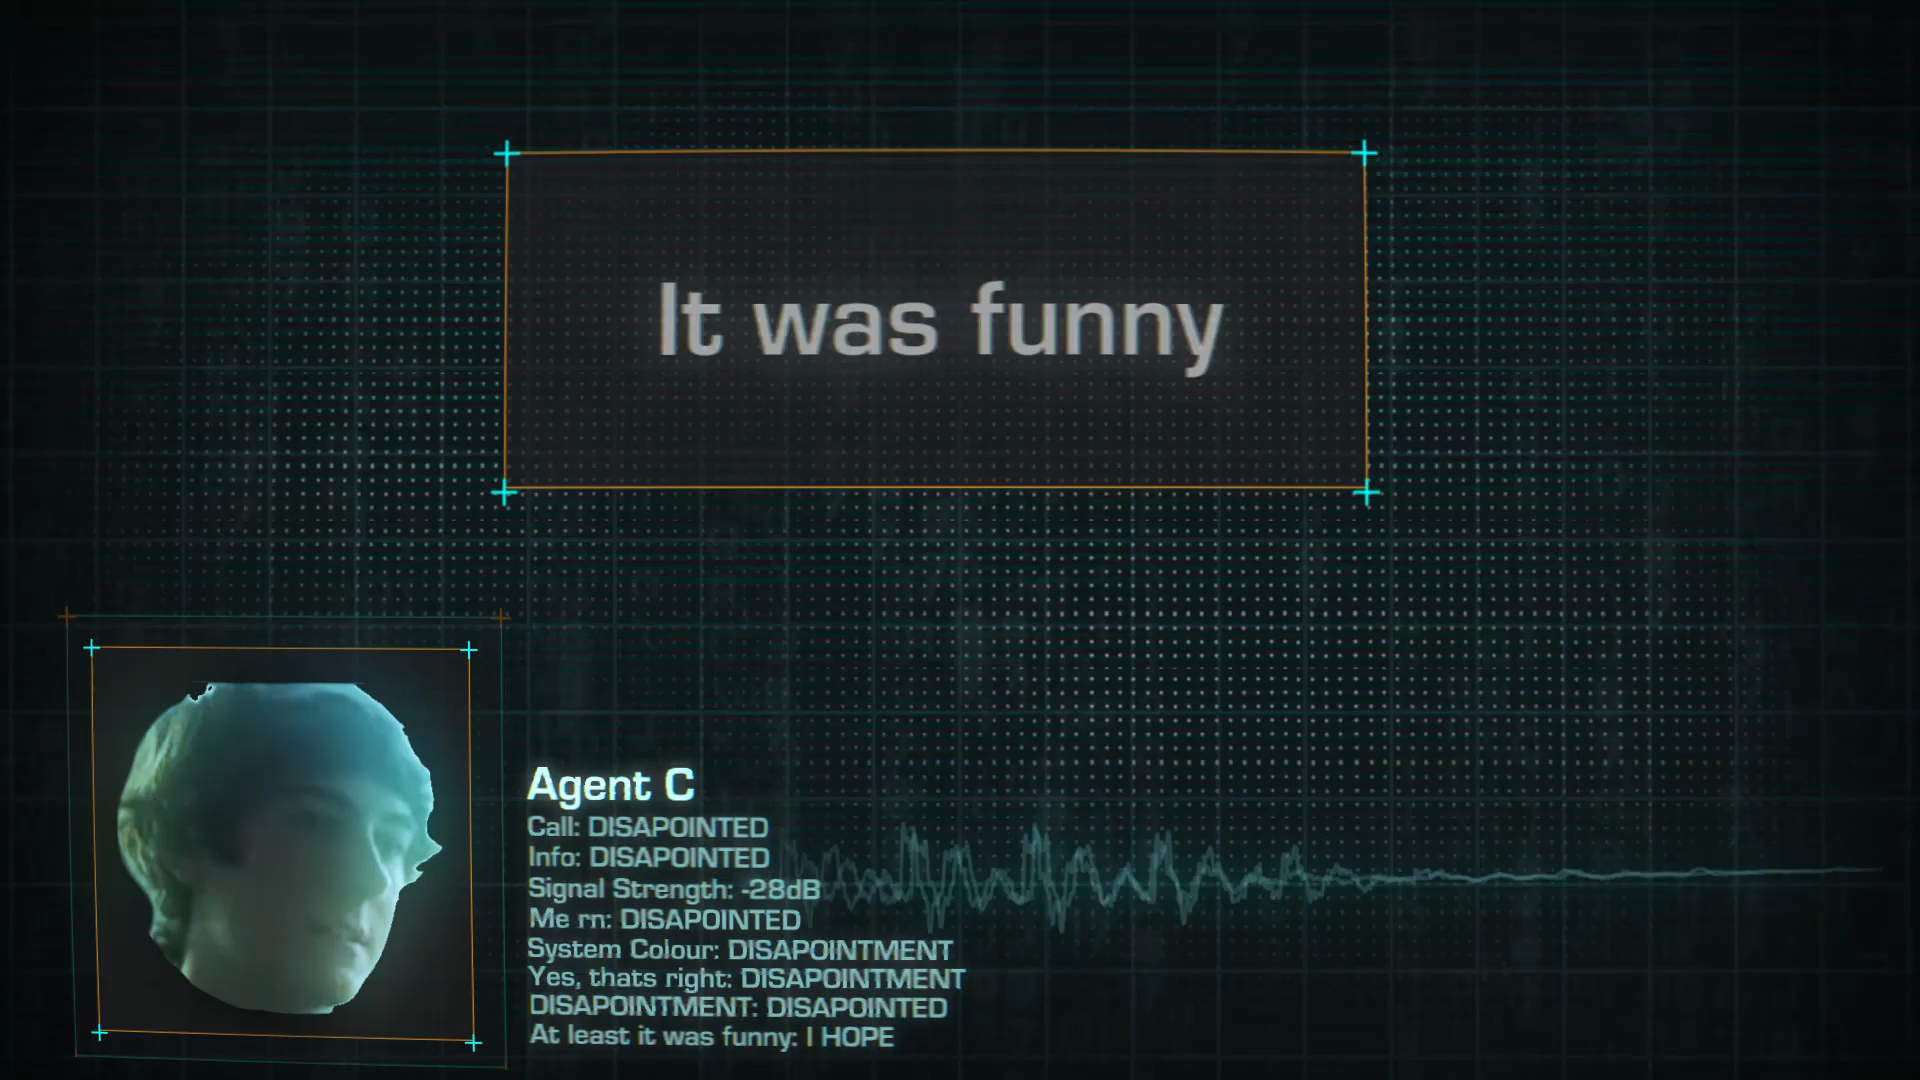 It was funny
Agent C
Call: DISAPOINTED
Info: DISAPOINTED
Signal Strength: -28dB
Me rn: DISAPOINTED
System Colour: DISAPOINTMENT
Yes, thats right: DISAPOINTMENT
DISAPOINTMENT: DISAPOINTED
At least it was funny: I HOPE